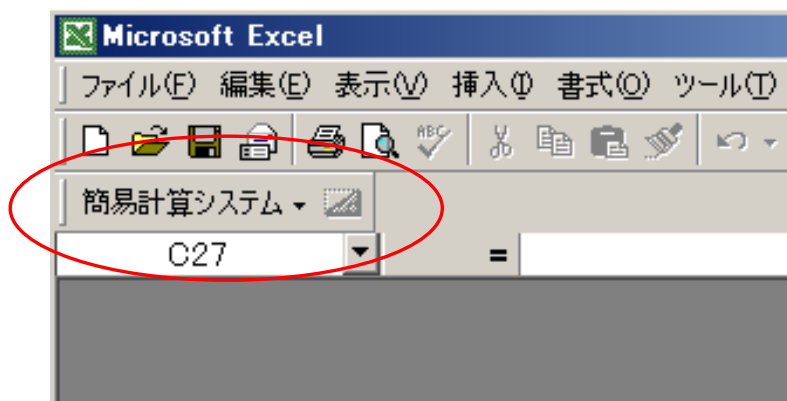 Microsoft Excel
ファイル(F) 編集(E) 表示(V) 挿入(I) 書式(O) ツール(T)
ABC
簡易計算システム
C27 =